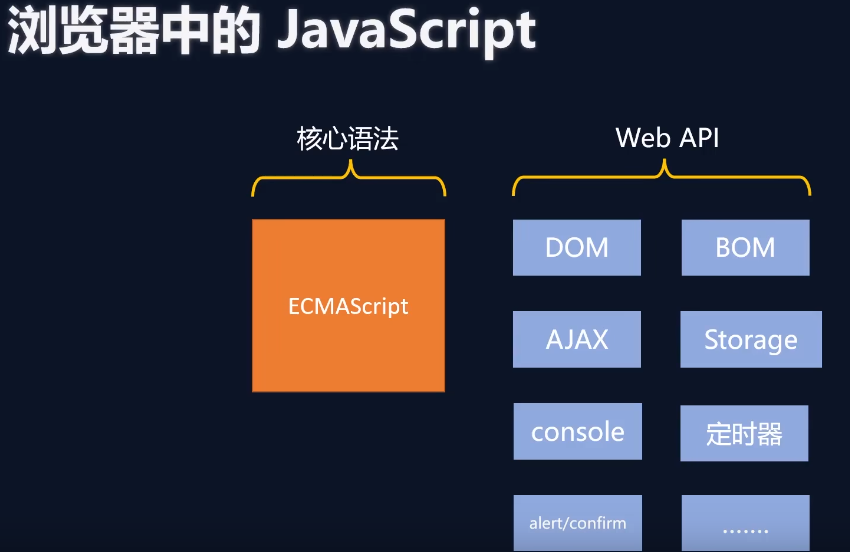 浏览器中的 JavaScript
核心语法
Web API
ECMAScript
DOM
BOM
AJAX
Storage
console
定时器
alert/confirm
.......